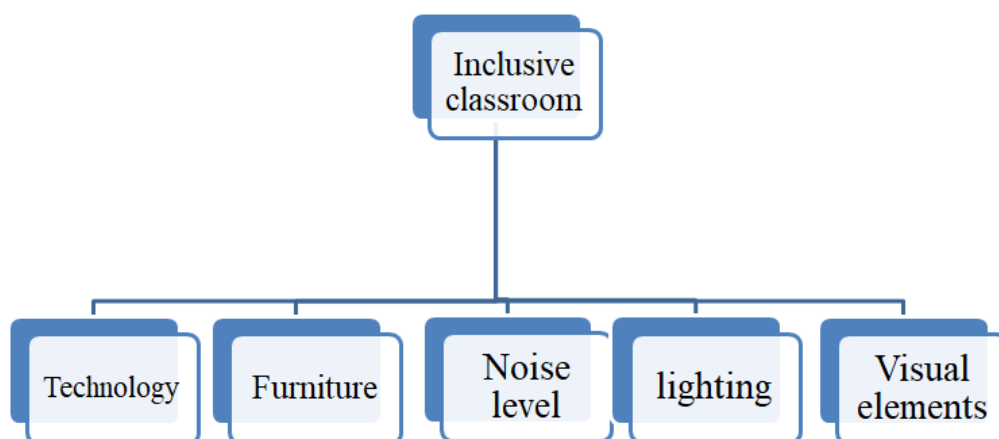 Inclusive
classroom
Technology
Furniture
Noise
level
lighting
Visual
elements